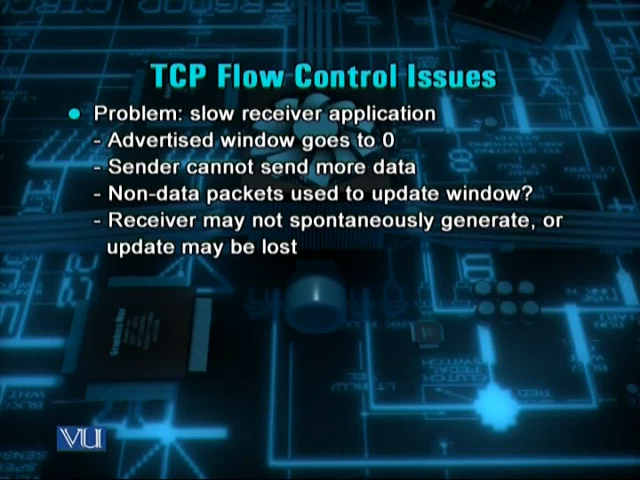 TCP Flow Control Issues
Problem: slow receiver application
- Advertised window goes to 0
- Sender cannot send more data
- Non-data packets used to update window?
- Receiver may not spontaneously generate, or
update may be lost
VU